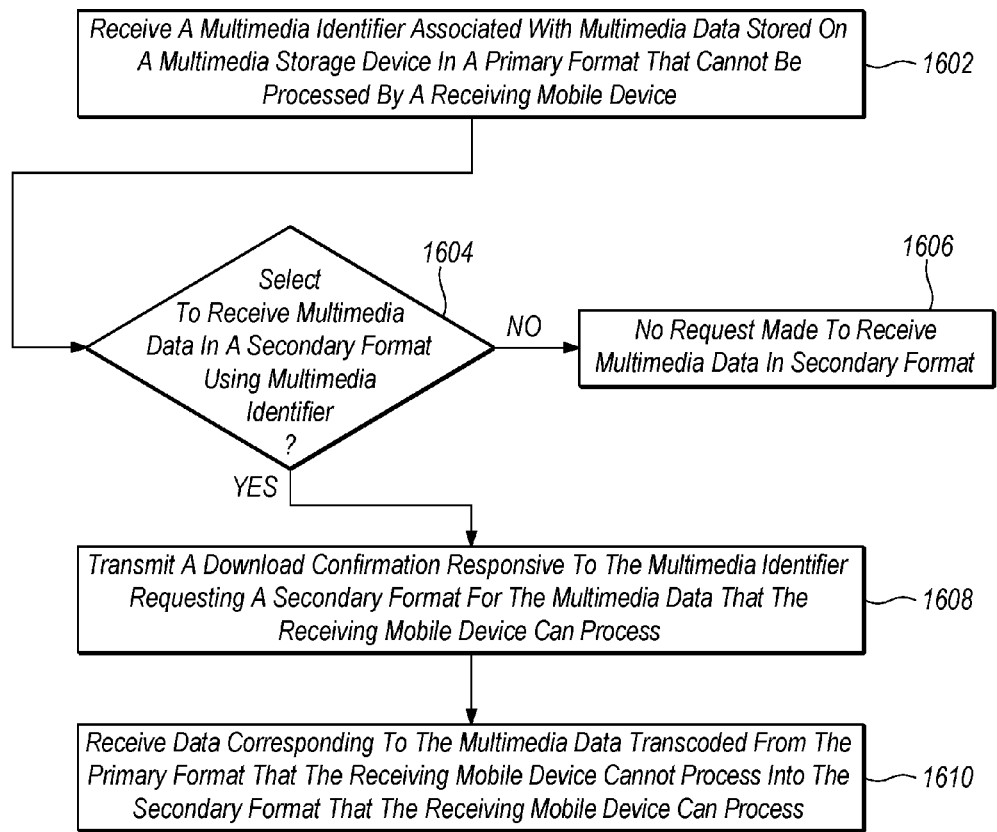 Receive A Multimedia Identifier Associated With Multimedia Data Stored On
A Multimedia Storage Device In A Primary Format That Cannot Be
Processed By A Receiving Mobile Device
1602
Select
To Receive Multimedia
Data In A Secondary Format
Using Multimedia
Identifier
?
1604
NO
1606
No Request Made To Receive
Multimedia Data In Secondary Format
YES
Transmit A Download Confirmation Responsive To The Multimedia Identifier
Requesting A Secondary Format For The Multimedia Data That The
Receiving Mobile Device Can Process
1608
Receive Data Corresponding To The Multimedia Data Transcoded From The
Primary Format That The Receiving Mobile Device Cannot Process Into The
Secondary Format That The Receiving Mobile Device Can Process
1610